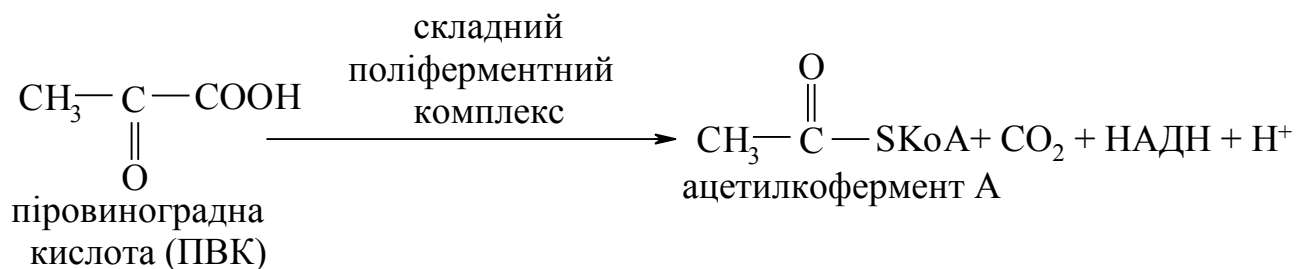 складний
поліферментний
комплекс
CH₃—C—COOH
O
піровиноградна
кислота (ПВК)
O
CH₃—C—SKoA+ CO₂ + НАДН + H⁺
ацетилкофермент А